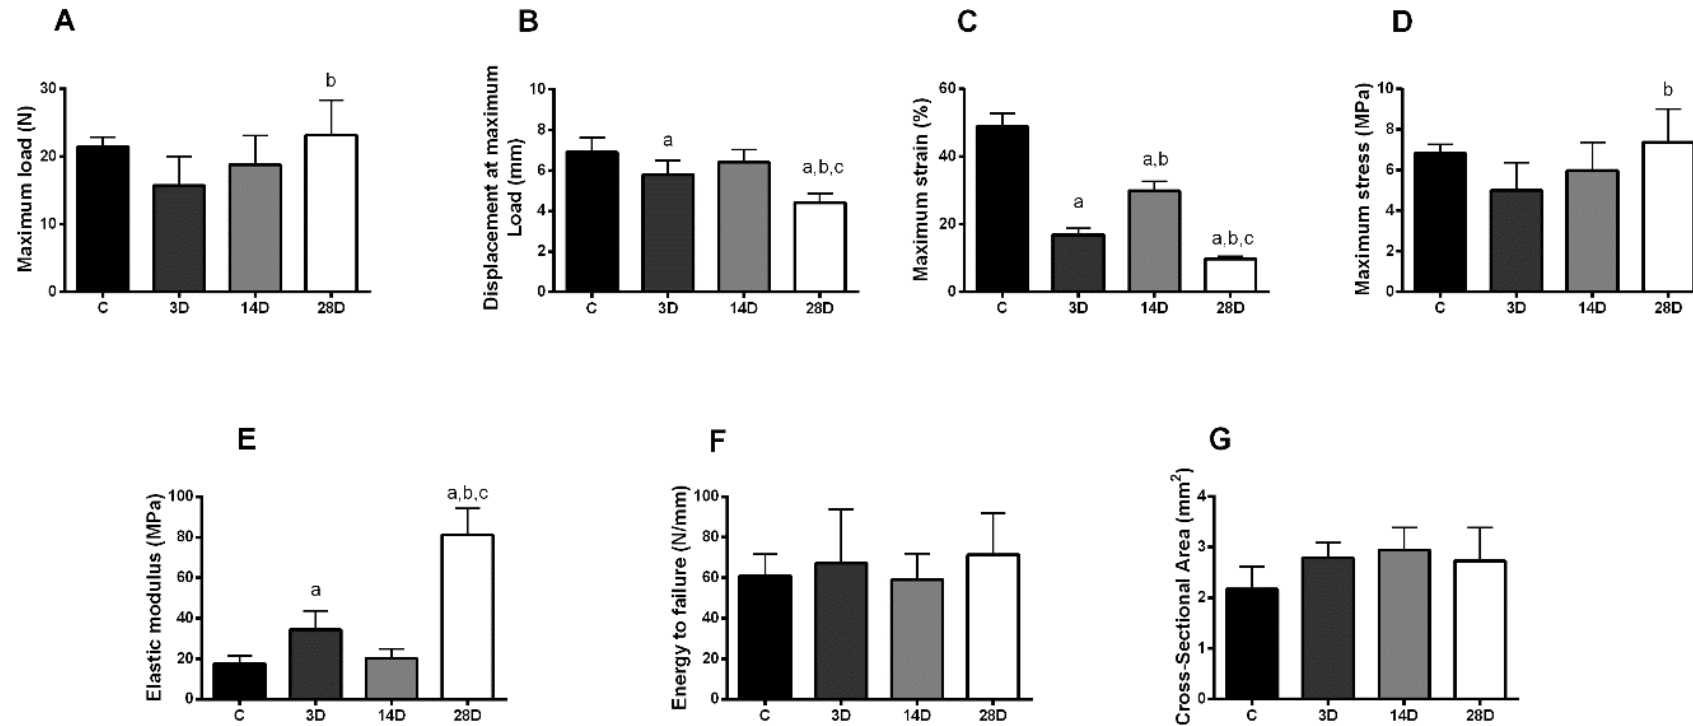 A
Maximum load (N)
30
20
10
0
b
C 3D 14D 28D
B
Displacement at maximum
Load (mm)
10
8
6
4
2
0
a
a,b,c
C 3D 14D 28D
C
Maximum strain (%)
60
40
20
0
a
a,b
a,b,c
C 3D 14D 28D
D
Maximum stress (MPa)
10
8
6
4
2
0
b
C 3D 14D 28D
E
Elastic modulus (MPa)
100
80
60
40
20
0
a
a,b,c
C 3D 14D 28D
F
Energy to failure (N/mm)
100
80
60
40
20
0
C 3D 14D 28D
G
Cross-Sectional Area (mm²)
4
3
2
1
0
C 3D 14D 28D